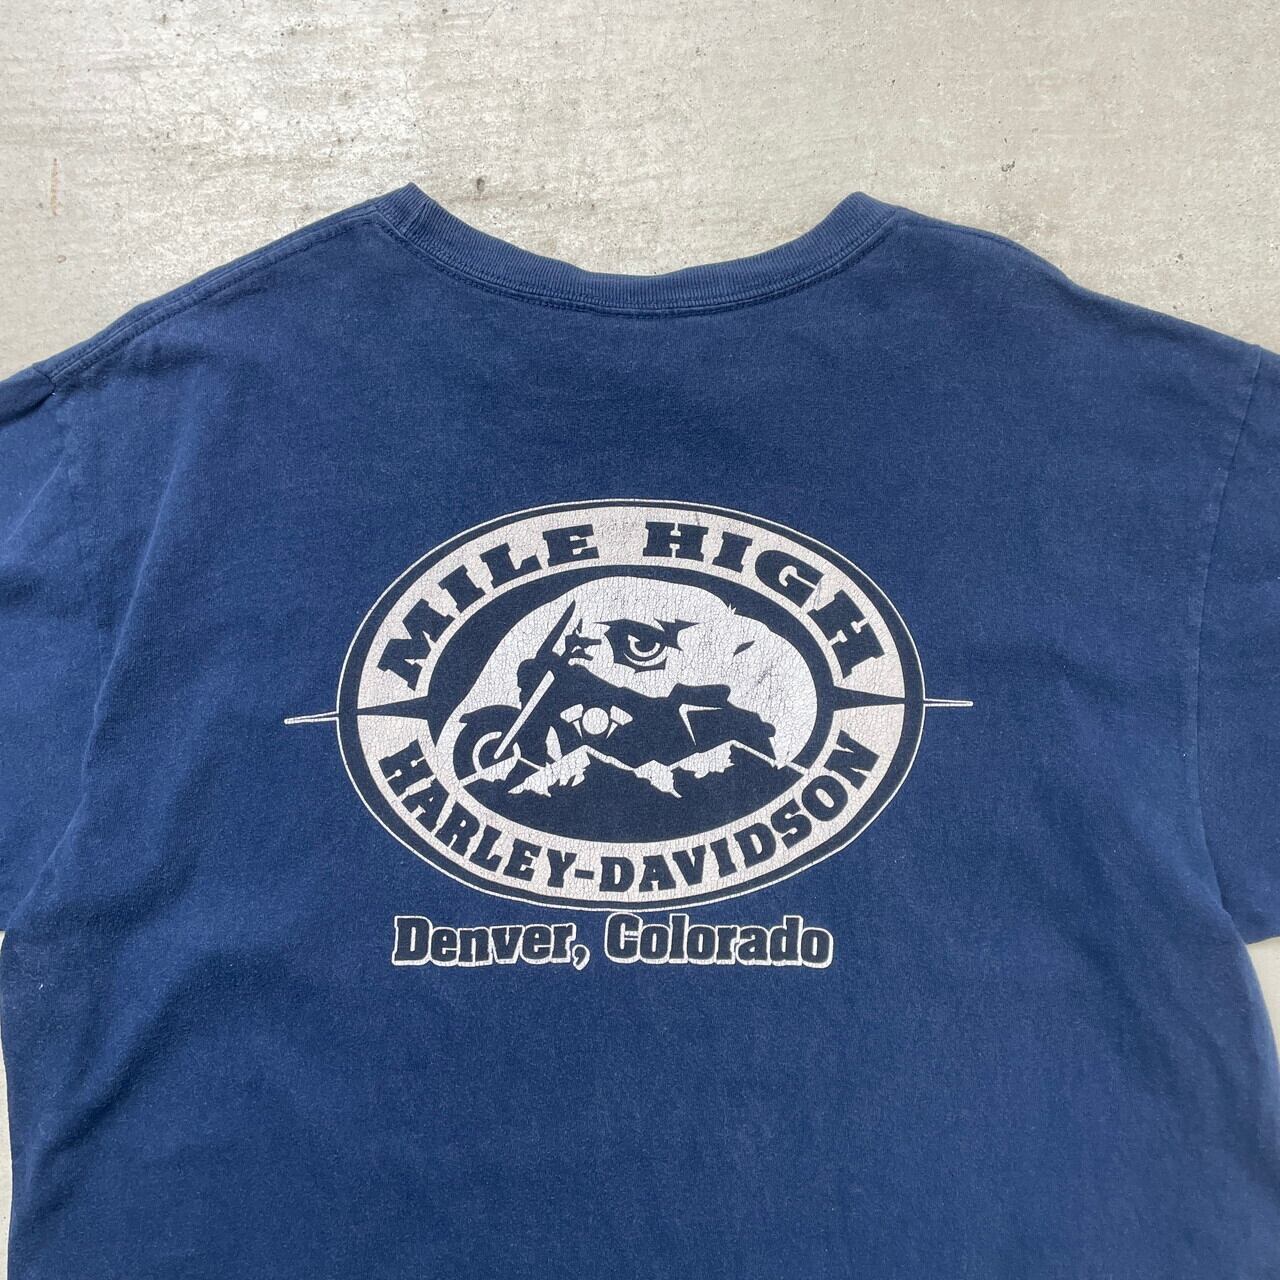 MILE HIGH
HARLEY-DAVIDSON
Denver, Colorado